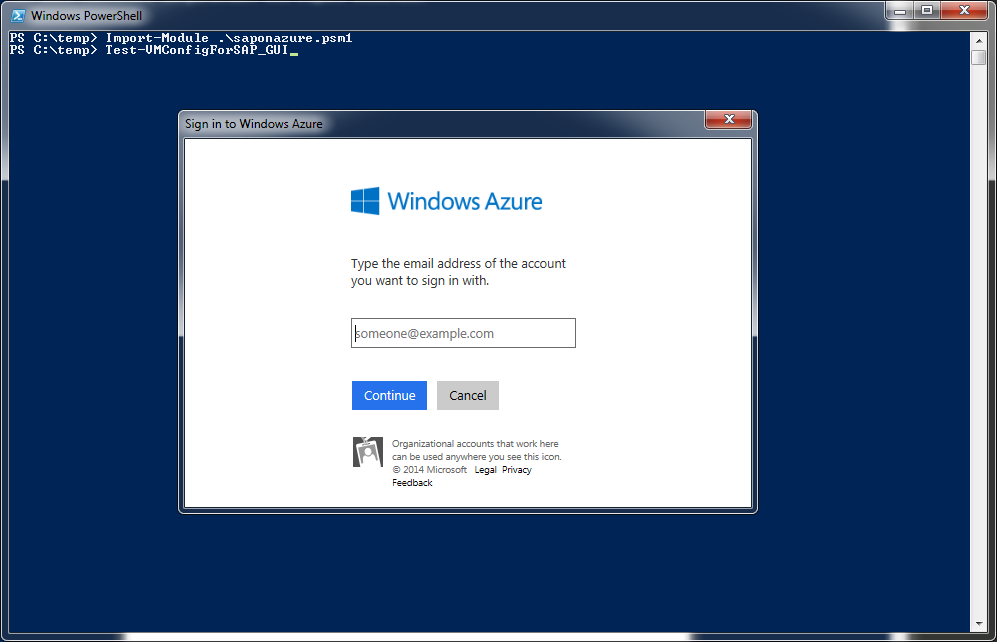 Windows PowerShell
PS C:\temp> Import-Module .\saponazure.psm1
PS C:\temp> Test-VMConfigForSAP_GUI
Sign in to Windows Azure
Windows Azure
Type the email address of the account
you want to sign in with.
someone@example.com
Continue Cancel
Organizational accounts that work here
can be used anywhere you see this icon.
© 2014 Microsoft Legal Privacy
Feedback